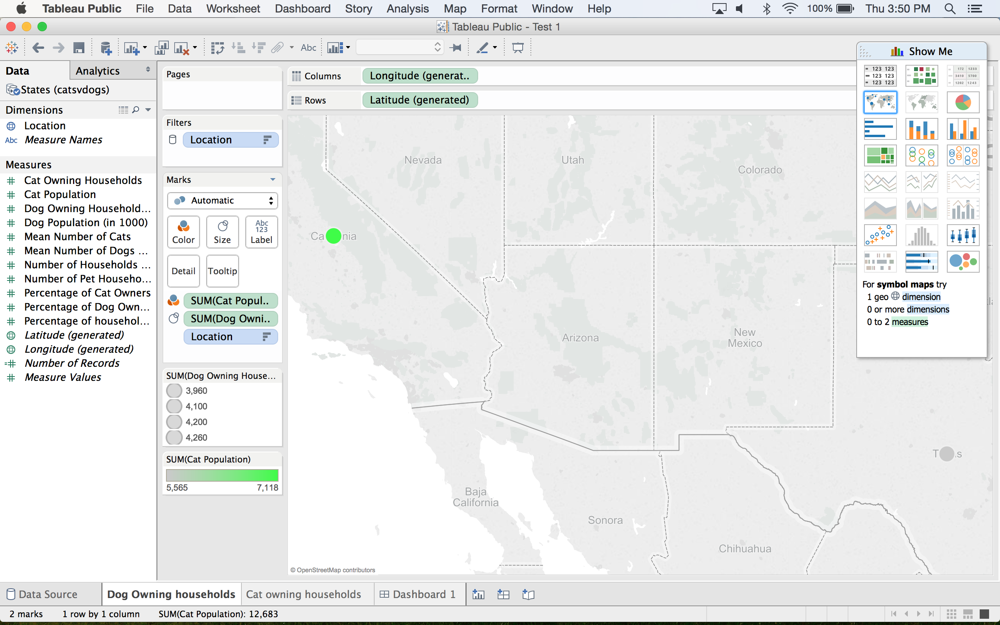 Tableau Public File Data Worksheet Dashboard Story Analysis Map Format Window Help 100% Thu 3:50 PM
Tableau Public - Test 1
Abc
Show Me
Data Analytics
States (catsvdogs)
Dimensions
Location
Abc Measure Names
Measures
Cat Owning Households
Cat Population
Dog Owning Household...
Dog Population (in 1000)
Mean Number of Cats
Mean Number of Dogs ...
Number of Households ...
Number of Pet Househo...
Percentage of Cat Owners
Percentage of Dog Own...
Percentage of househol...
Latitude (generated)
Longitude (generated)
Number of Records
Measure Values
Pages
Filters
Location
Marks
Automatic
Color Size Abc 123 Label
Detail Tooltip
SUM(Cat Popul..
SUM(Dog Owni..
Location
SUM(Dog Owning House...
3,960
4,100
4,200
4,260
SUM(Cat Population)
5,565 7,118
Columns Longitude (generat..
Rows Latitude (generated)
Nevada
Utah
Colorado
Ca nia
Arizona
New
Mexico
T s
Baja
California
Sonora
Chihuahua
© OpenStreetMap contributors
123 123
123 123
123 123
172 1233
3410 5700
1202 1243
For symbol maps try
1 geo dimension
0 or more dimensions
0 to 2 measures
Data Source Dog Owning households Cat owning households Dashboard 1
2 marks 1 row by 1 column SUM(Cat Population): 12,683